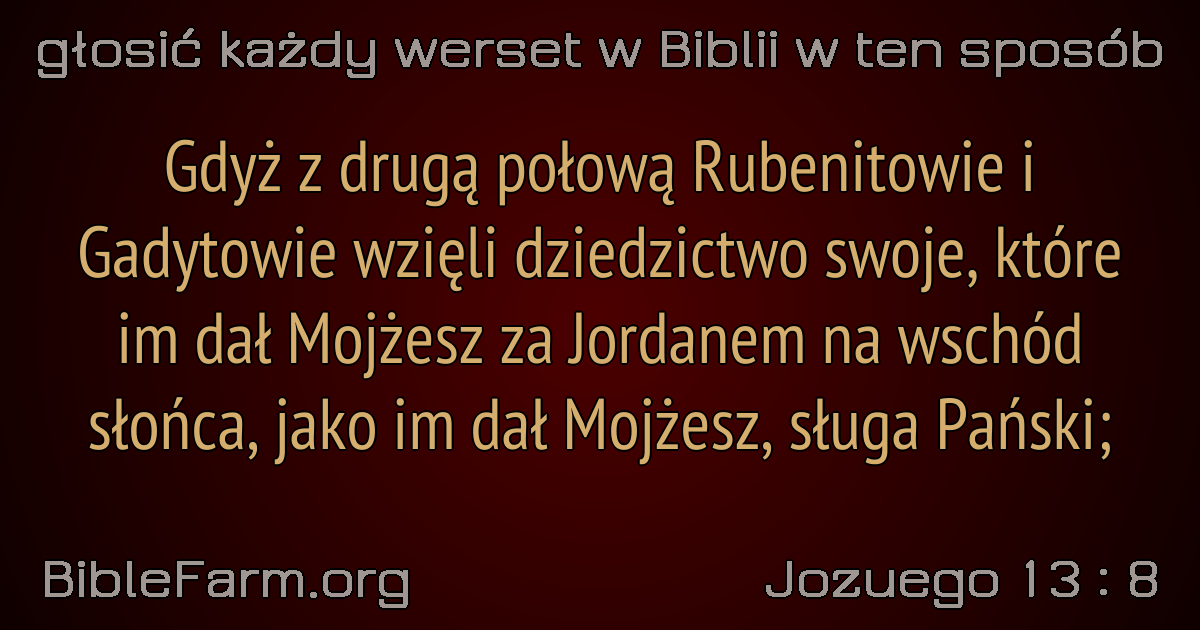 głosić każdy werset w Biblii w ten sposób
Gdyż z drugą połową Rubenitowie i
Gadytowie wzięli dziedzictwo swoje, które
im dał Mojżesz za Jordanem na wschód
słońca, jako im dał Mojżesz, sługa Pański;
BibleFarm.org
Jozuego 13 : 8